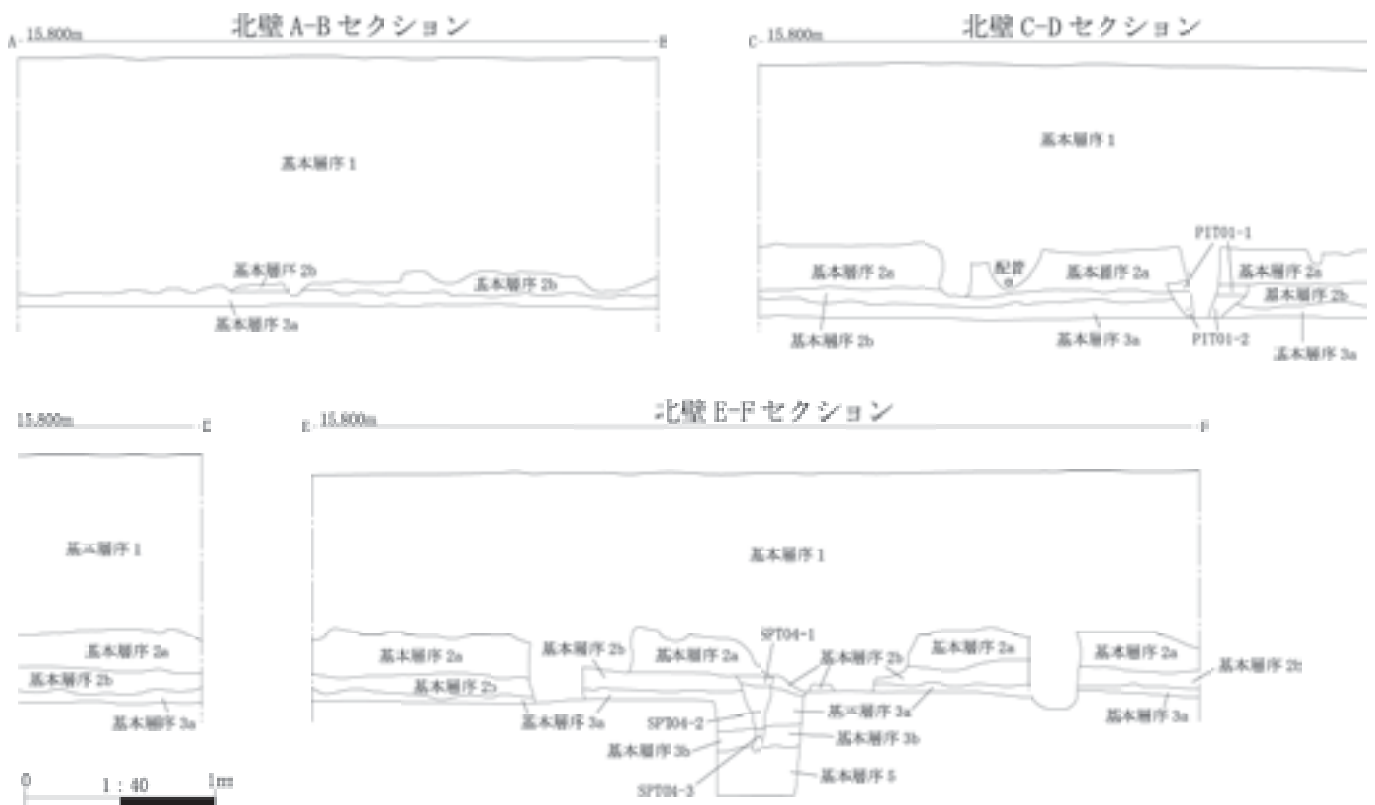 北壁 A-B セクション
A 15.800m
基本層序 1
基本層序 2b
基本層序 2b
基本層序 3a
北壁 C-D セクション
C 15.800m
基本層序 1
PIT01-1
基本層序 2a
配管
基本層序 2a
基本層序 2a
基本層序 2b
基本層序 2b
基本層序 3a
PIT01-2
基本層序 3a
15.800m
基本層序 1
基本層序 2a
基本層序 2b
基本層序 3a
北壁 E-F セクション
E 15.800m F
基本層序 1
SPT04-1
基本層序 2a
基本層序 2b
基本層序 2a
基本層序 2b
基本層序 2a
基本層序 2a
基本層序 2b
基本層序 2b
基本層序 3a
SPT04-2
基本層序 3a
基本層序 3a
基本層序 3b
基本層序 3b
基本層序 5
SPT04-3
0 1 : 40 1m